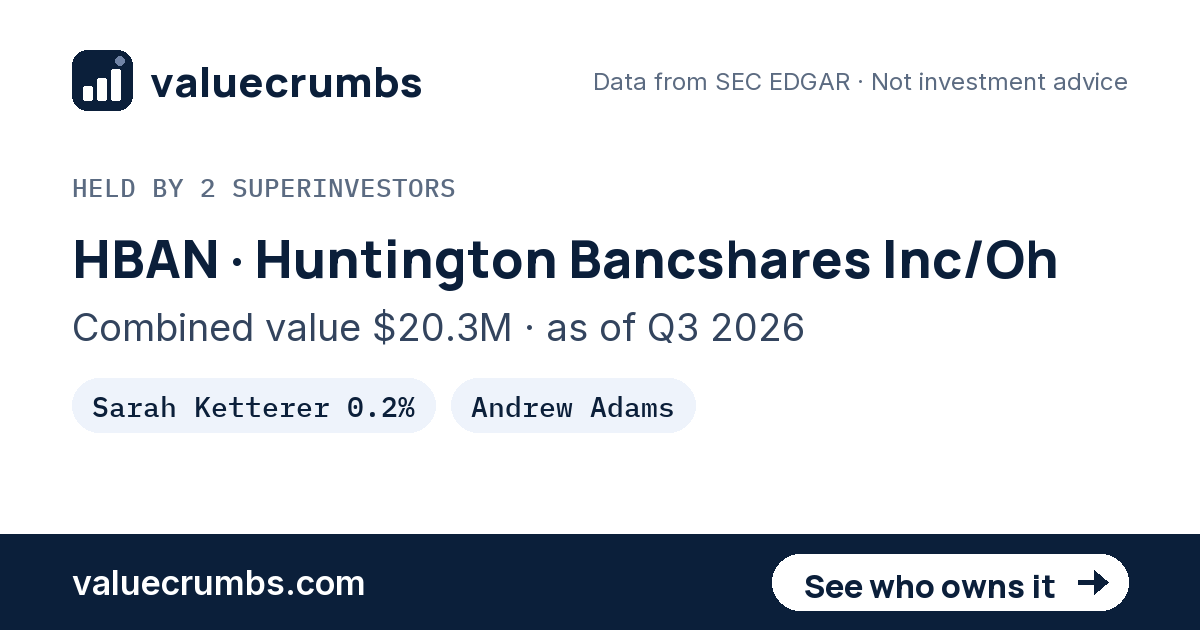 valuecrumbs
Data from SEC EDGAR · Not investment advice
HELD BY 2 SUPERINVESTORS
HBAN · Huntington Bancshares Inc/Oh
Combined value $20.3M · as of Q3 2026
Sarah Ketterer 0.2%
Andrew Adams
valuecrumbs.com
See who owns it →